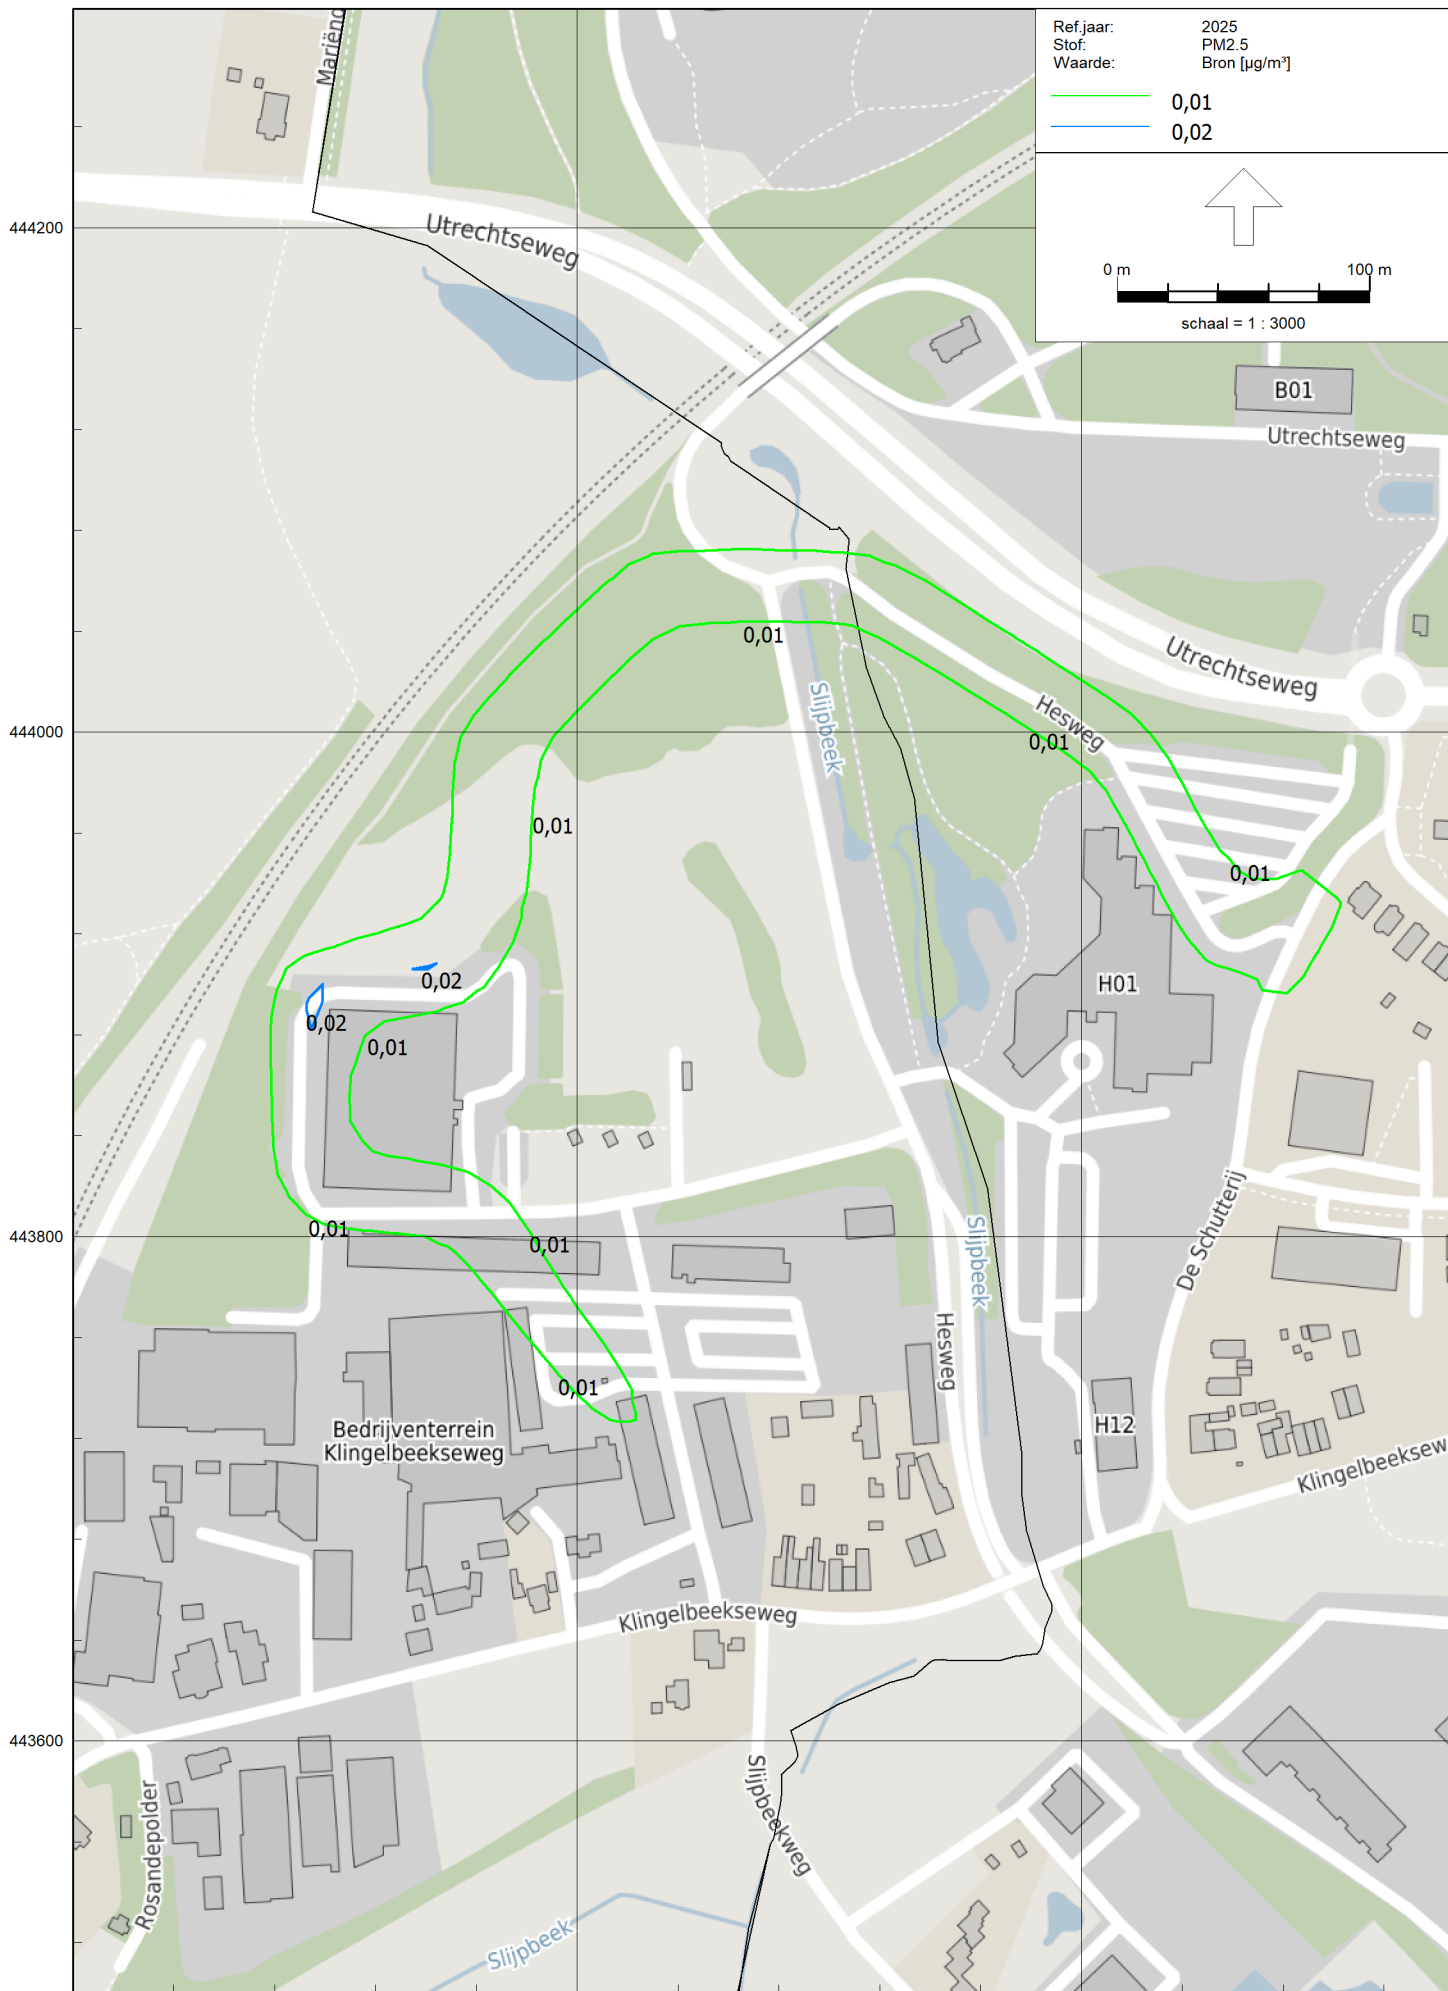 Ref.jaar: 2025
Stof: PM2.5
Waarde: Bron [µg/m³]
0,01
0,02
0 m 100 m
schaal = 1 : 3000
Mariënd
444200
Utrechtseweg
B01
Utrechtseweg
0,01
Utrechtseweg
Slijpbeek
Hesweg
444000
0,01
0,01
0,01
0,02
H01
0,02
0,01
De Schutterij
0,01
443800
0,01
Slijpbeek
Hesweg
0,01
Bedrijventerrein
Klingelbeekseweg
H12
Klingelbeeksew
Klingelbeekseweg
443600
Slijpbeekweg
Rosandepolder
Slijpbeek